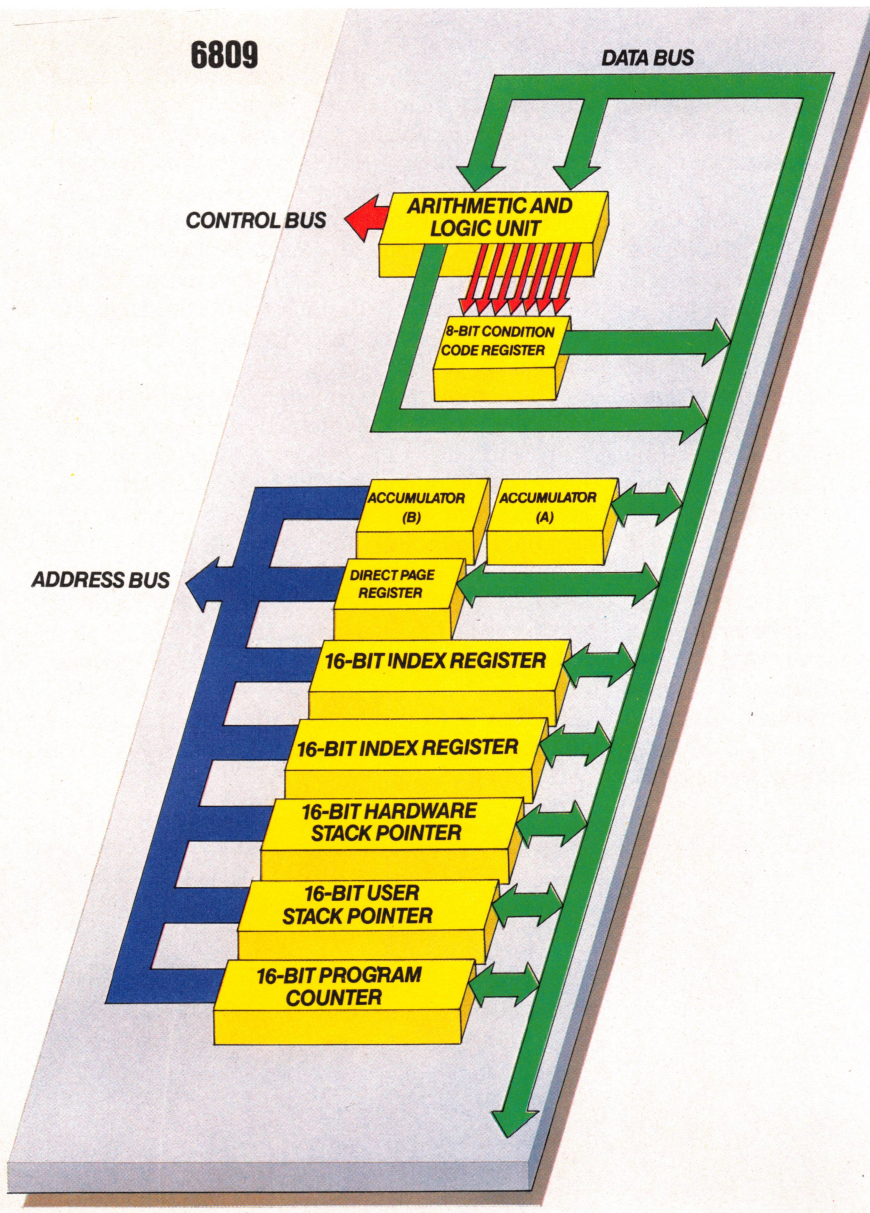 6809
DATA BUS
CONTROL BUS
ARITHMETIC AND
LOGIC UNIT
8-BIT CONDITION
CODE REGISTER
ACCUMULATOR
(B)
ACCUMULATOR
(A)
ADDRESS BUS
DIRECT PAGE
REGISTER
16-BIT INDEX REGISTER
16-BIT INDEX REGISTER
16-BIT HARDWARE
STACK POINTER
16-BIT USER
STACK POINTER
16-BIT PROGRAM
COUNTER